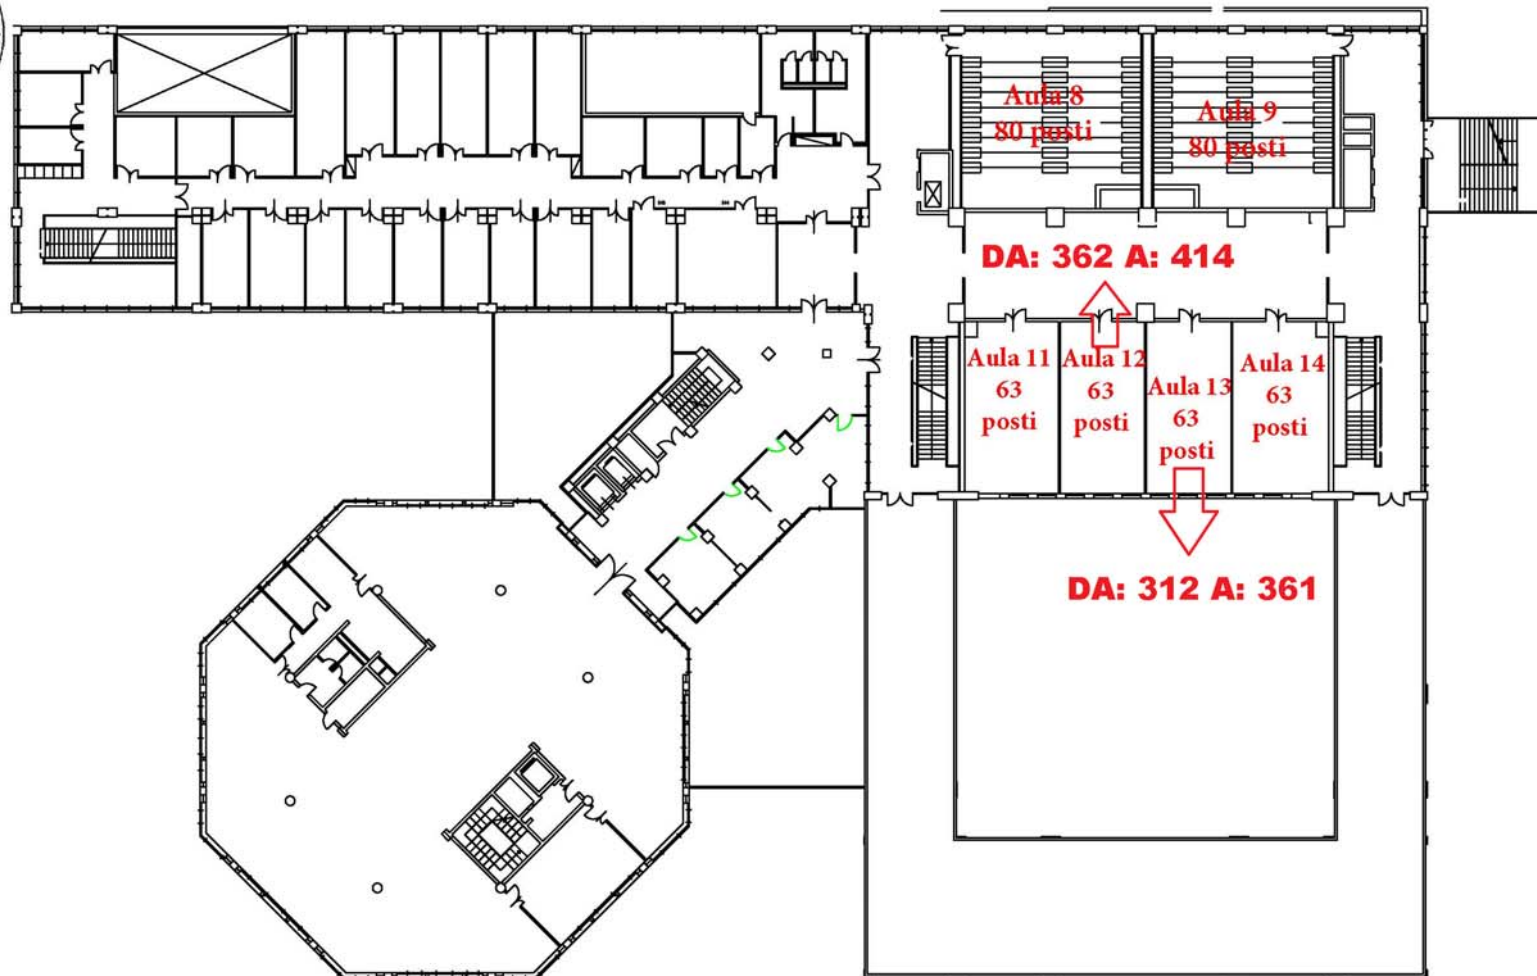 Aula 8
80 posti
Aula 9
80 posti
DA: 362 A: 414
Aula 11
63
posti
Aula 12
63
posti
Aula 13
63
posti
Aula 14
63
posti
DA: 312 A: 361